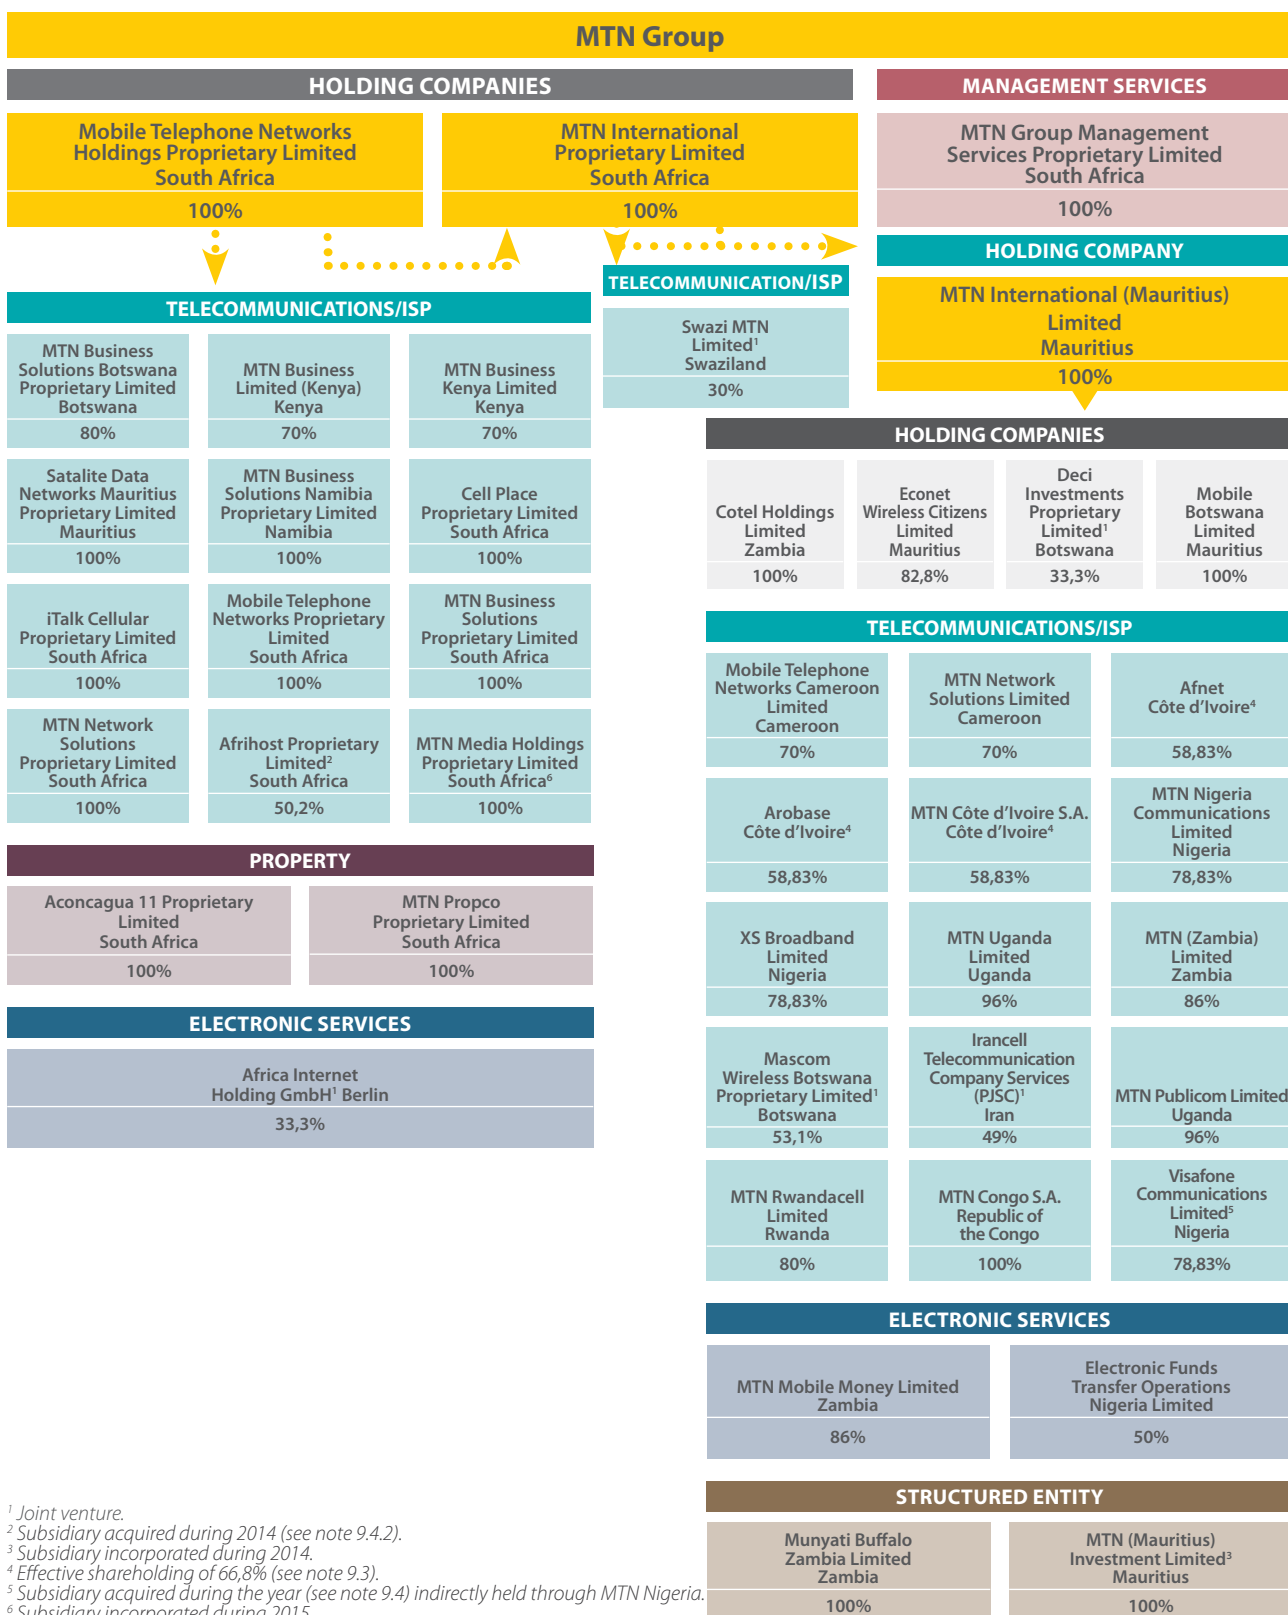 MTN Group
HOLDING COMPANIES
Mobile Telephone Networks
Holdings Proprietary Limited
South Africa
100%
MTN International
Proprietary Limited
South Africa
100%
MANAGEMENT SERVICES
MTN Group Management
Services Proprietary Limited
South Africa
100%
HOLDING COMPANY
MTN International (Mauritius)
Limited
Mauritius
100%
TELECOMMUNICATION/ISP
Swazi MTN
Limited¹
Swaziland
30%
TELECOMMUNICATIONS/ISP
MTN Business
Solutions Botswana
Proprietary Limited
Botswana
80%
MTN Business
Limited (Kenya)
Kenya
70%
MTN Business
Kenya Limited
Kenya
70%
Satalite Data
Networks Mauritius
Proprietary Limited
Mauritius
100%
MTN Business
Solutions Namibia
Proprietary Limited
Namibia
100%
Cell Place
Proprietary Limited
South Africa
100%
iTalk Cellular
Proprietary Limited
South Africa
100%
Mobile Telephone
Networks Proprietary
Limited
South Africa
100%
MTN Business
Solutions
Proprietary Limited
South Africa
100%
MTN Network
Solutions
Proprietary Limited
South Africa
100%
Afrihost Proprietary
Limited²
South Africa
50,2%
MTN Media Holdings
Proprietary Limited
South Africa⁶
100%
PROPERTY
Aconcagua 11 Proprietary
Limited
South Africa
100%
MTN Propco
Proprietary Limited
South Africa
100%
ELECTRONIC SERVICES
Africa Internet
Holding GmbH¹ Berlin
33,3%
HOLDING COMPANIES
Cotel Holdings
Limited
Zambia
100%
Econet
Wireless Citizens
Limited
Mauritius
82,8%
Deci
Investments
Proprietary
Limited¹
Botswana
33,3%
Mobile
Botswana
Limited
Mauritius
100%
TELECOMMUNICATIONS/ISP
Mobile Telephone
Networks Cameroon
Limited
Cameroon
70%
MTN Network
Solutions Limited
Cameroon
70%
Afnet
Côte d’Ivoire⁴
58,83%
Arobase
Côte d’Ivoire⁴
58,83%
MTN Côte d’Ivoire S.A.
Côte d’Ivoire⁴
58,83%
MTN Nigeria
Communications
Limited
Nigeria
78,83%
XS Broadband
Limited
Nigeria
78,83%
MTN Uganda
Limited
Uganda
96%
MTN (Zambia)
Limited
Zambia
86%
Mascom
Wireless Botswana
Proprietary Limited¹
Botswana
53,1%
Irancell
Telecommunication
Company Services
(PJSC)¹
Iran
49%
MTN Publicom Limited
Uganda
96%
MTN Rwandacell
Limited
Rwanda
80%
MTN Congo S.A.
Republic of
the Congo
100%
Visafone
Communications
Limited⁵
Nigeria
78,83%
ELECTRONIC SERVICES
MTN Mobile Money Limited
Zambia
86%
Electronic Funds
Transfer Operations
Nigeria Limited
50%
STRUCTURED ENTITY
Munyati Buffalo
Zambia Limited
Zambia
100%
MTN (Mauritius)
Investment Limited³
Mauritius
100%
¹ Joint venture.
² Subsidiary acquired during 2014 (see note 9.4.2).
³ Subsidiary incorporated during 2014.
⁴ Effective shareholding of 66,8% (see note 9.3).
⁵ Subsidiary acquired during the year (see note 9.4) indirectly held through MTN Nigeria.
⁶ Subsidiary incorporated during 2015.